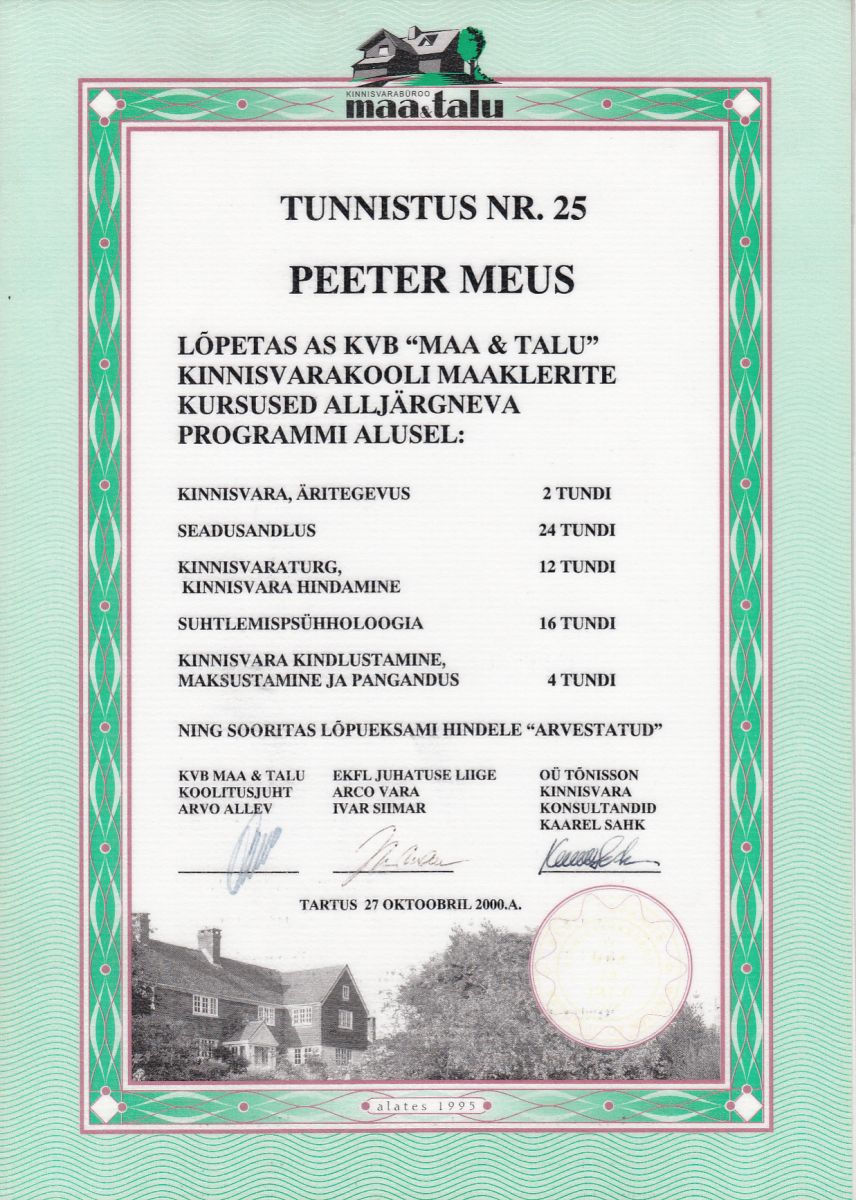 KINNISVARABÜROO
maa&talu
TUNNISTUS NR. 25
PEETER MEUS
LÕPETAS AS KVB “MAA & TALU”
KINNISVARAKOOLI MAAKLERITE
KURSUSED ALLJÄRGNEVA
PROGRAMMI ALUSEL:
KINNISVARA, ÄRITEGEVUS 2 TUNDI
SEADUSANDLUS 24 TUNDI
KINNISVARATURG, 12 TUNDI
KINNISVARA HINDAMINE
SUHTLEMISPSÜHHOLOOGIA 16 TUNDI
KINNISVARA KINDLUSTAMINE,
MAKSUSTAMINE JA PANGANDUS 4 TUNDI
NING SOORITAS LÕPUEKSAMI HINDELE “ARVESTATUD”
KVB MAA & TALU
KOOLITUSJUHT
ARVO ALLEV
EKFL JUHATUSE LIIGE
ARCO VARA
IVAR SIIMAR
OÜ TÕNISSON
KINNISVARA
KONSULTANDID
KAAREL SAHK
TARTUS 27 OKTOOBRIL 2000.A.
alates 1995